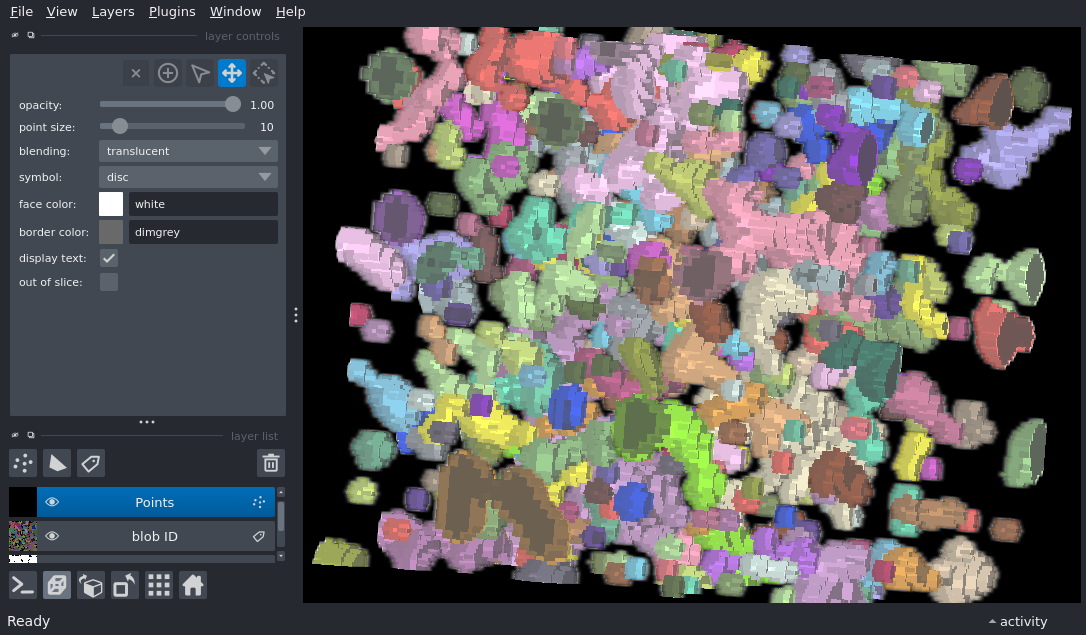 File View Layers Plugins Window Help
layer controls
opacity: 1.00
point size: 10
blending: translucent
symbol: disc
face color: white
border color: dimgrey
display text:
out of slice:
layer list
Points
blob ID
Ready
activity